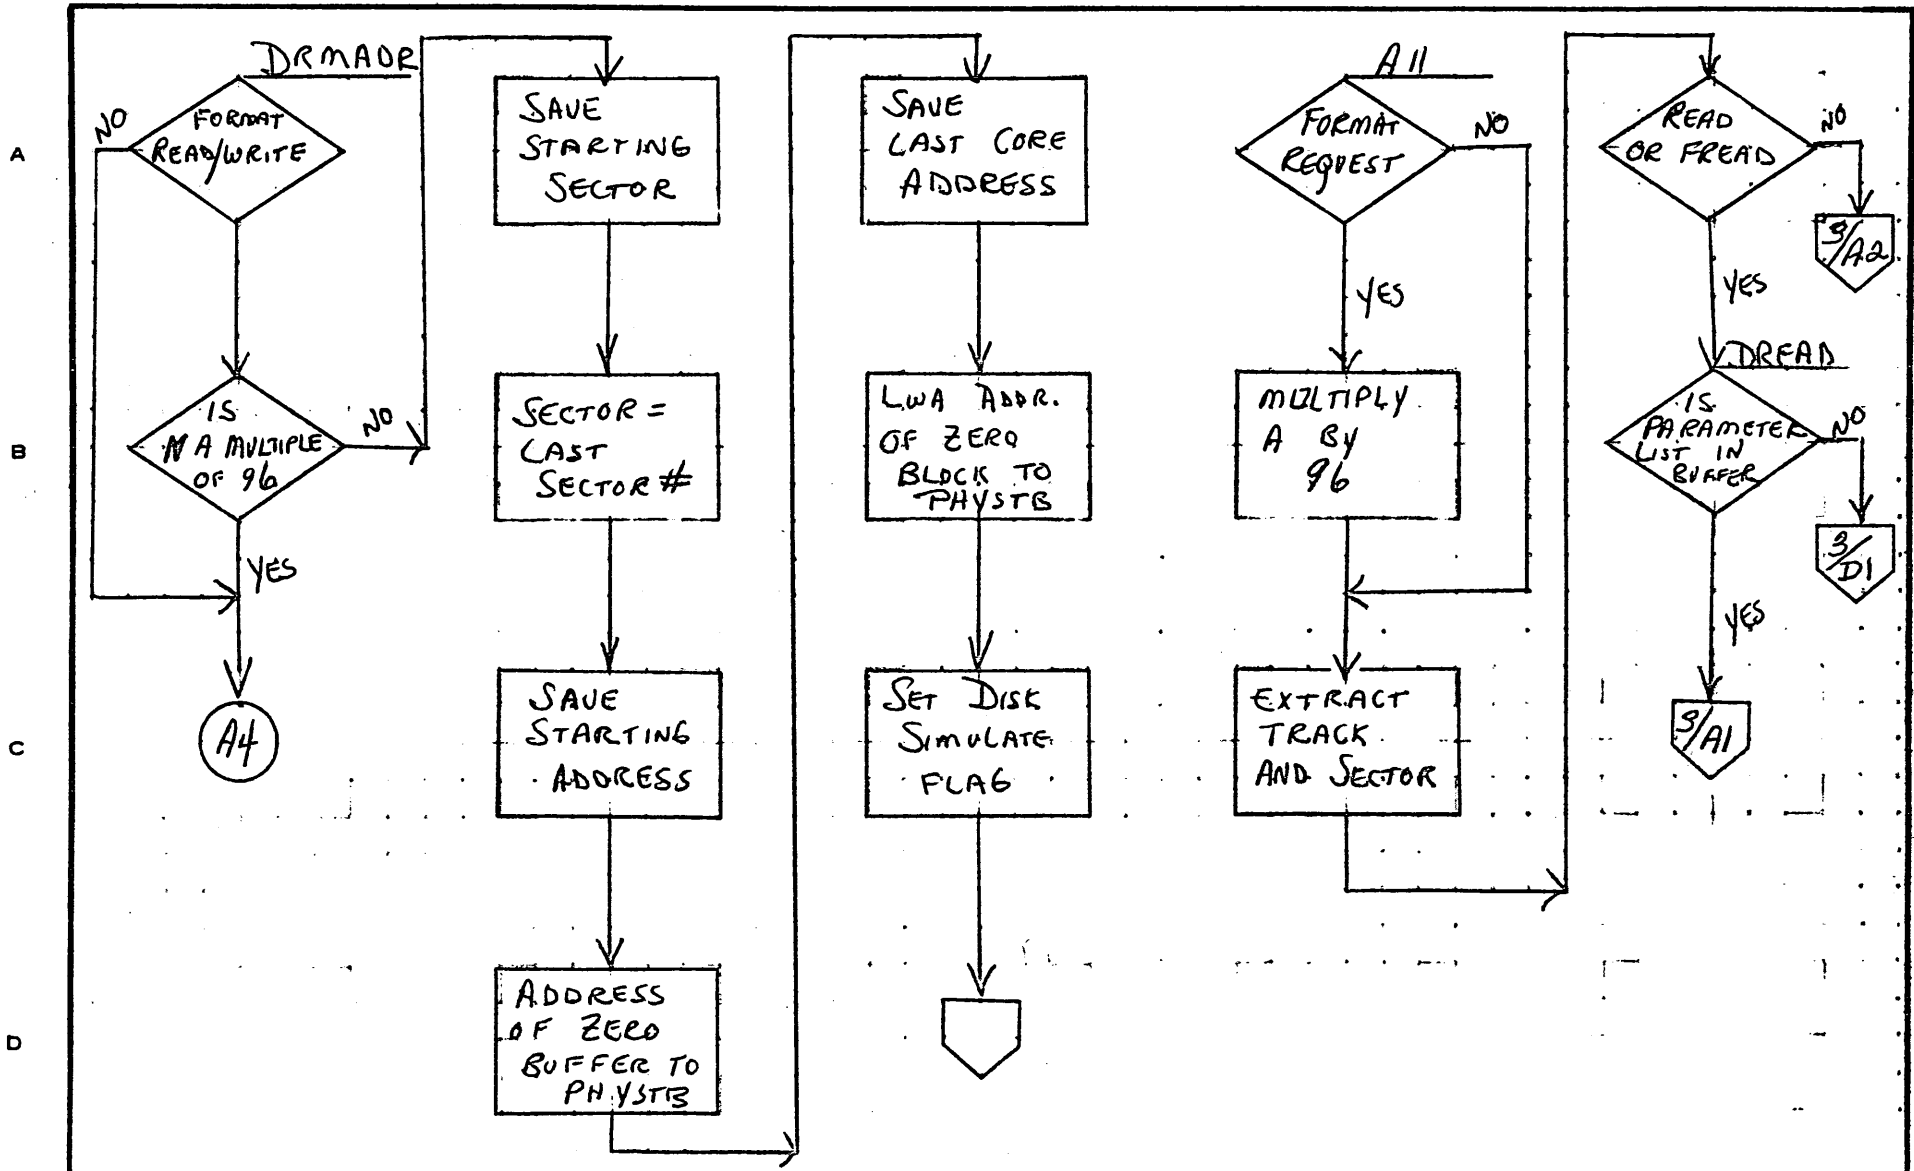 A
B
C
D
DRMADR
FORMAT
READ/WRITE
NO
IS
N A MULTIPLE
OF 96
NO
YES
A4
SAVE
STARTING
SECTOR
SECTOR =
LAST
SECTOR #
SAVE
STARTING
ADDRESS
ADDRESS
OF ZERO
BUFFER TO
PHYSTB
SAVE
LAST CORE
ADDRESS
LWA ADDR.
OF ZERO
BLOCK TO
PHYSTB
SET DISK
SIMULATE
FLAG
A11
FORMAT
REQUEST
NO
YES
MULTIPLY
A BY
96
EXTRACT
TRACK
AND SECTOR
READ
OR FREAD
NO
3/A2
YES
DREAD
IS
PARAMETER
LIST IN
BUFFER
NO
3/D1
YES
3/A1